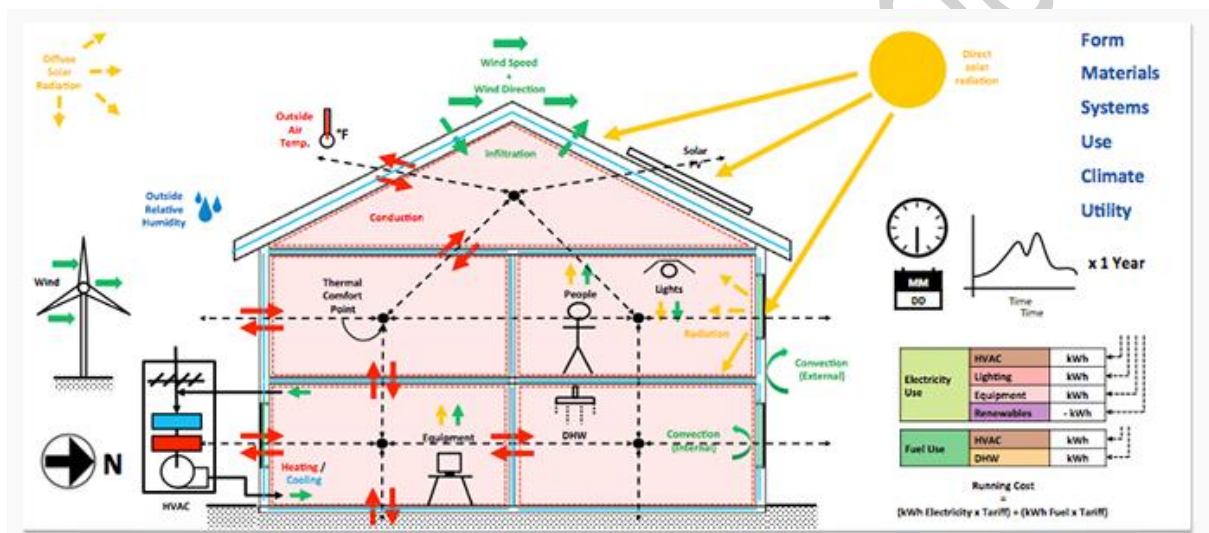 Diffuse
Solar
Radiation
Wind Speed
+
Wind Direction
Direct
solar
radiation
Form
Materials
Systems
Use
Climate
Utility
Outside
Air
Temp.
°F
Infiltration
Solar
PV
Outside
Relative
Humidity
Conduction
Wind
Thermal
Comfort
Point
People
Lights
Radiation
MM
DD
Time
Time
x 1 Year
Convection
(External)
Electricity
Use
HVAC kWh
Lighting kWh
Equipment kWh
Renewables - kWh
Fuel Use
HVAC kWh
DHW kWh
Equipment
DHW
Convection
(Internal)
N
Heating /
Cooling
HVAC
Running Cost
=
(kWh Electricity x Tariff) + (kWh Fuel x Tariff)